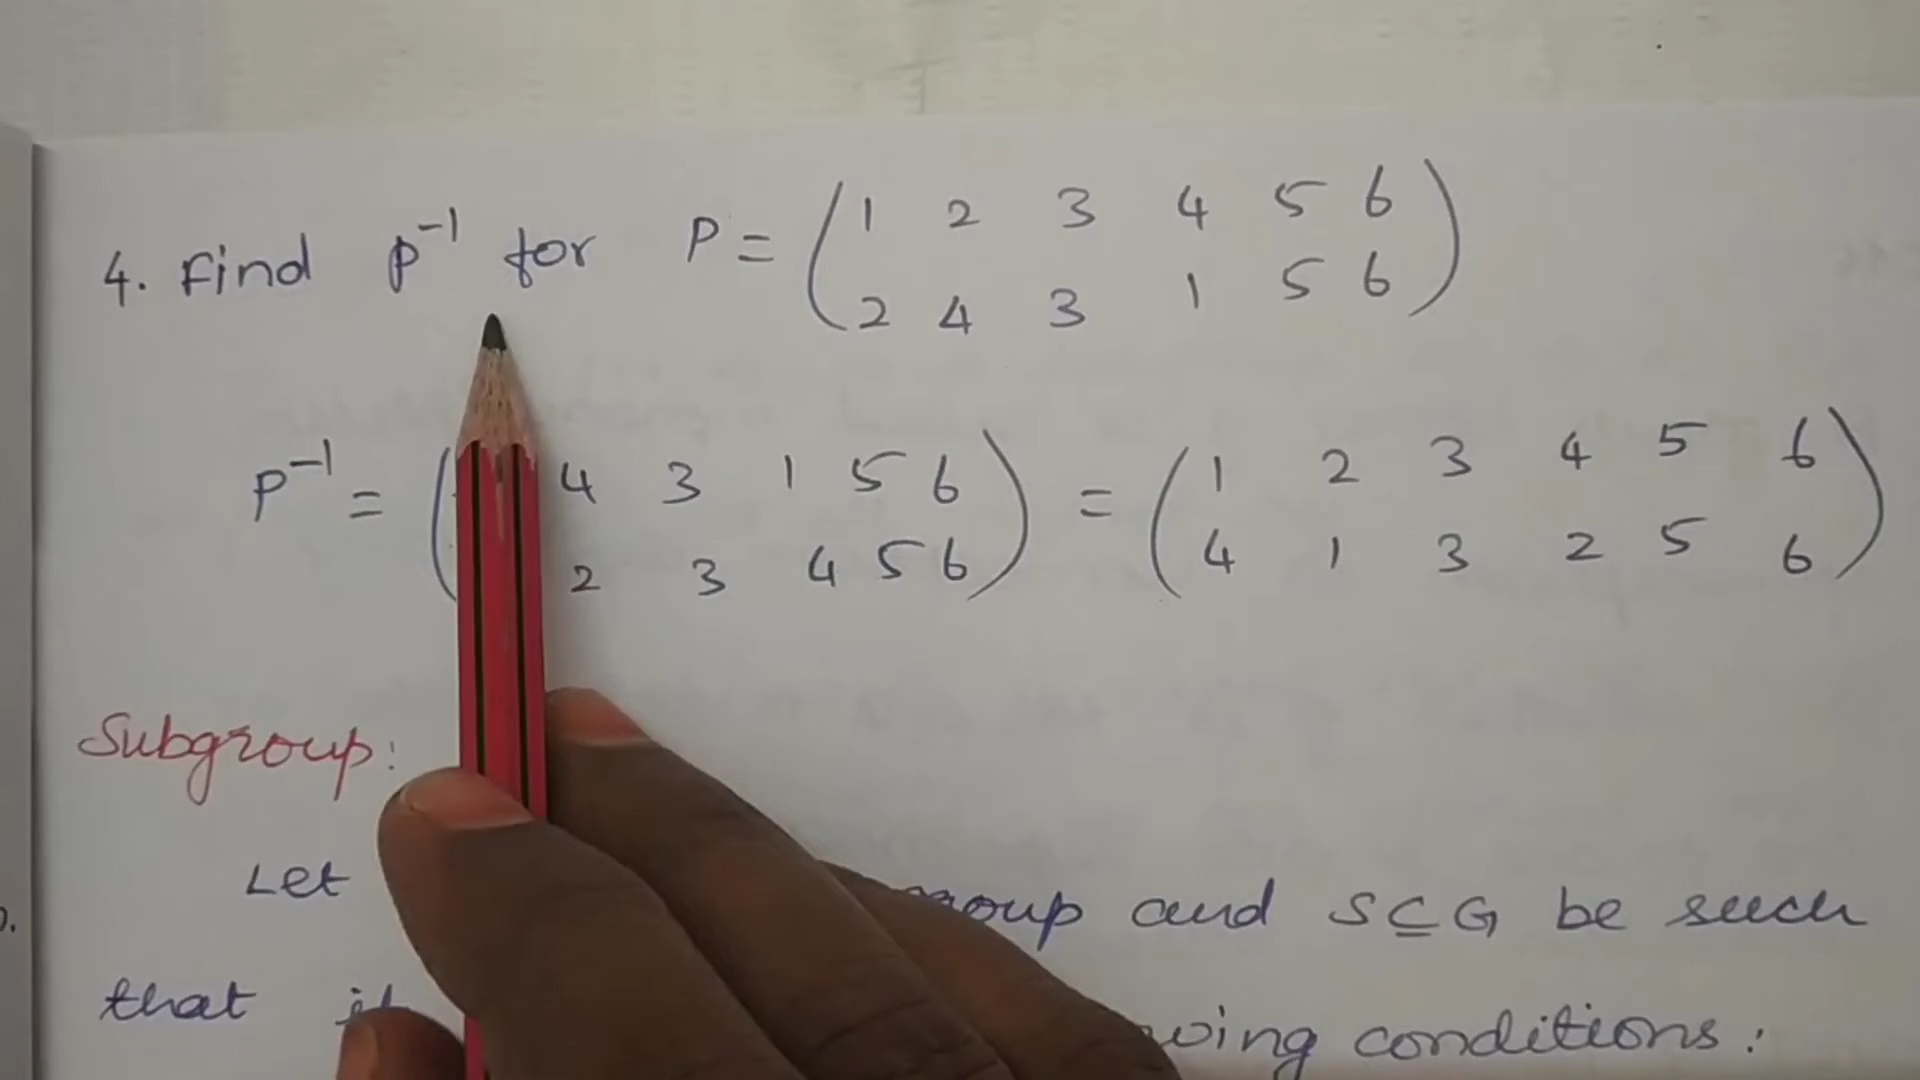 4. Find p⁻¹ for P = ( 1 2 3 4 5 6 )
( 2 4 3 1 5 6 )
P⁻¹ = ( 4 3 1 5 6 ) = ( 1 2 3 4 5 6 )
( 2 3 4 5 6 ) ( 4 1 3 2 5 6 )
Subgroup:
Let and S⊆G be such
that conditions: